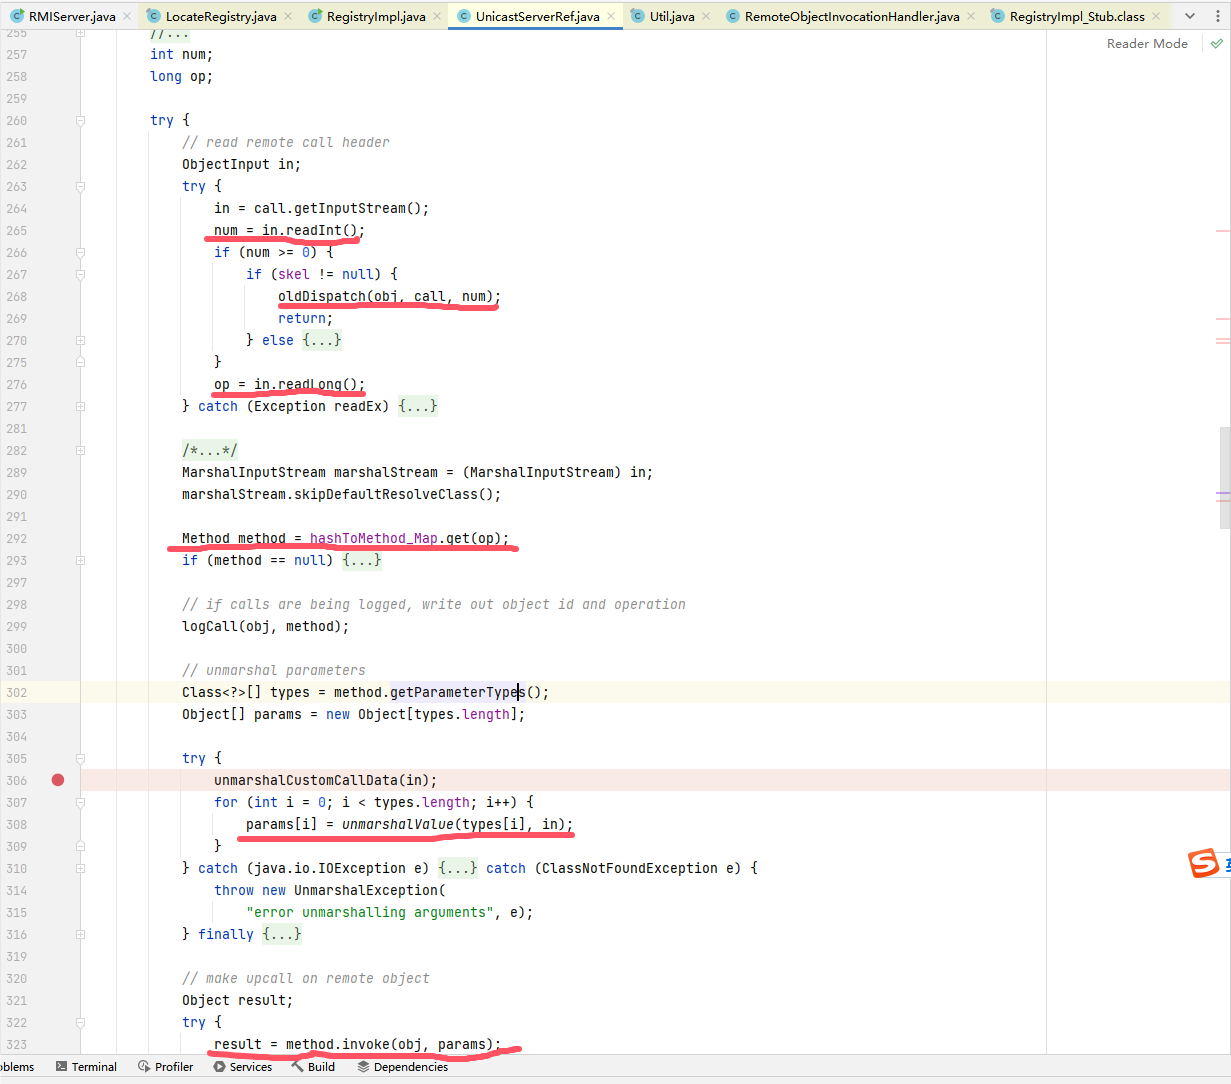 RMIServer.java LocateRegistry.java RegistryImpl.java UnicastServerRef.java Util.java RemoteObjectInvocationHandler.java RegistryImpl_Stub.class
Reader Mode
255 //...
257 int num;
258 long op;
259
260 try {
261 // read remote call header
262 ObjectInput in;
263 try {
264 in = call.getInputStream();
265 num = in.readInt();
266 if (num >= 0) {
267 if (skel != null) {
268 oldDispatch(obj, call, num);
269 return;
270 } else {...}
275 }
276 op = in.readLong();
277 } catch (Exception readEx) {...}
281
282 /*...*/
289 MarshalInputStream marshalStream = (MarshalInputStream) in;
290 marshalStream.skipDefaultResolveClass();
291
292 Method method = hashToMethod_Map.get(op);
293 if (method == null) {...}
297
298 // if calls are being logged, write out object id and operation
299 logCall(obj, method);
300
301 // unmarshal parameters
302 Class<?>[] types = method.getParameterTypes();
303 Object[] params = new Object[types.length];
304
305 try {
306 unmarshalCustomCallData(in);
307 for (int i = 0; i < types.length; i++) {
308 params[i] = unmarshalValue(types[i], in);
309 }
310 } catch (java.io.IOException e) {...} catch (ClassNotFoundException e) {
314 throw new UnmarshalException(
315 "error unmarshalling arguments", e);
316 } finally {...}
319
320 // make upcall on remote object
321 Object result;
322 try {
323 result = method.invoke(obj, params);
oblems Terminal Profiler Services Build Dependencies